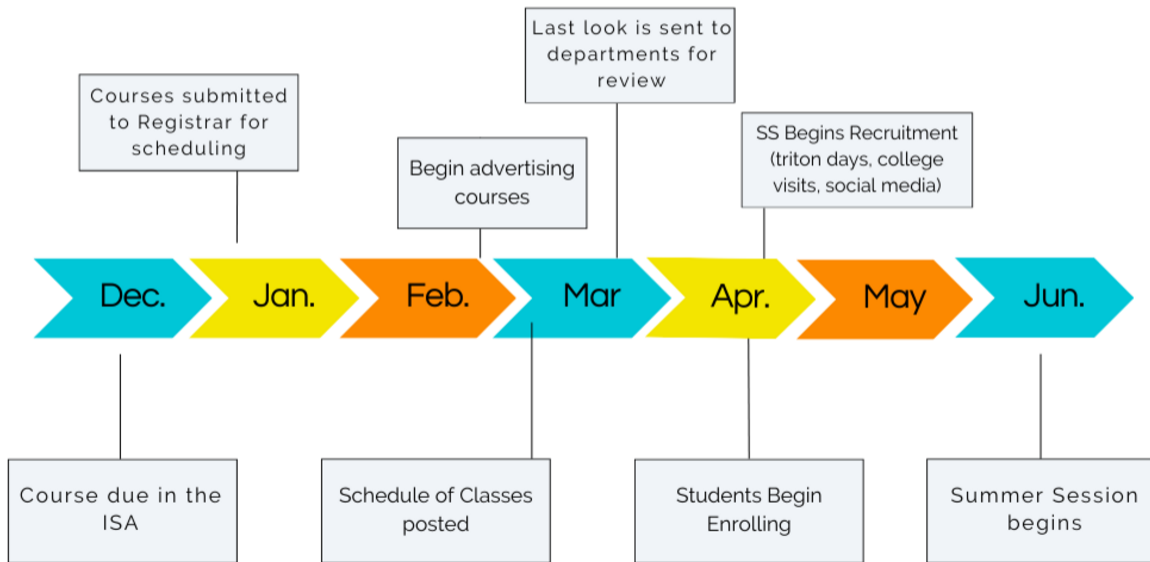 Last look is sent to
departments for
review
Courses submitted
to Registrar for
scheduling
SS Begins Recruitment
(triton days, college
visits, social media)
Begin advertising
courses
Dec.
Jan.
Feb.
Mar
Apr.
May
Jun.
Course due in the
ISA
Schedule of Classes
posted
Students Begin
Enrolling
Summer Session
begins